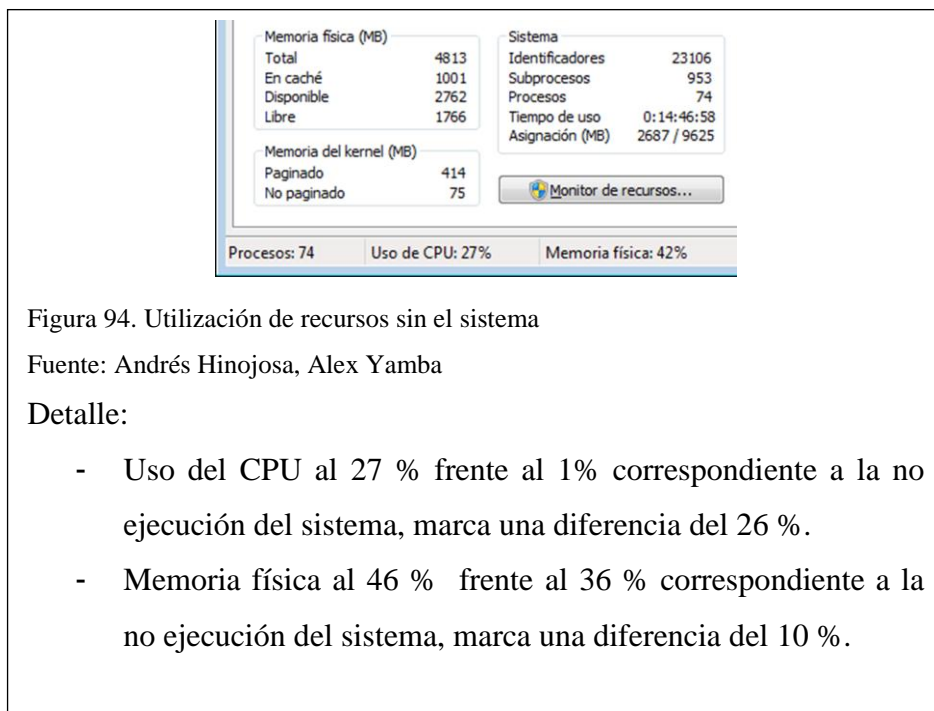 Memoria física (MB)
Total 4813
En caché 1001
Disponible 2762
Libre 1766
Memoria del kernel (MB)
Paginado 414
No paginado 75
Sistema
Identificadores 23106
Subprocesos 953
Procesos 74
Tiempo de uso 0:14:46:58
Asignación (MB) 2687 / 9625
Monitor de recursos...
Procesos: 74 Uso de CPU: 27% Memoria física: 42%
Figura 94. Utilización de recursos sin el sistema
Fuente: Andrés Hinojosa, Alex Yamba
Detalle:
- Uso del CPU al 27 % frente al 1% correspondiente a la no
ejecución del sistema, marca una diferencia del 26 %.
- Memoria física al 46 % frente al 36 % correspondiente a la
no ejecución del sistema, marca una diferencia del 10 %.